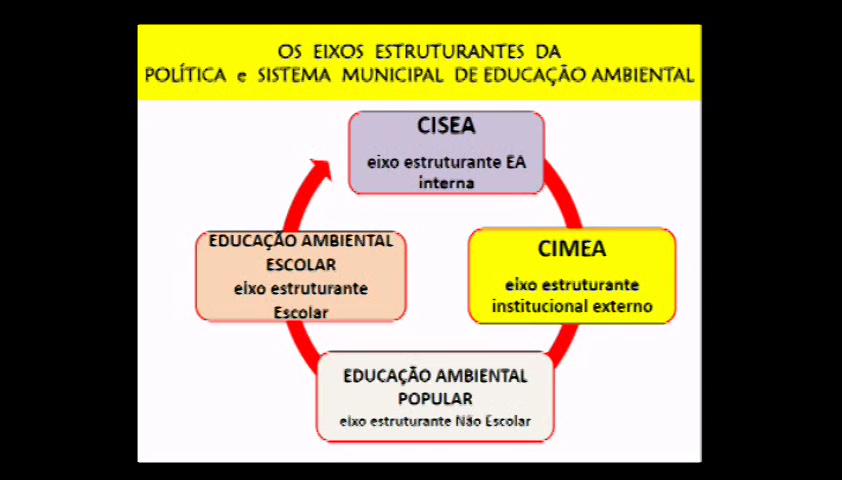 OS EIXOS ESTRUTURANTES DA
POLÍTICA e SISTEMA MUNICIPAL DE EDUCAÇÃO AMBIENTAL
CISEA
eixo estruturante EA
interna
CIMEA
eixo estruturante
institucional externo
EDUCAÇÃO AMBIENTAL
POPULAR
eixo estruturante Não Escolar
EDUCAÇÃO AMBIENTAL
ESCOLAR
eixo estruturante
Escolar